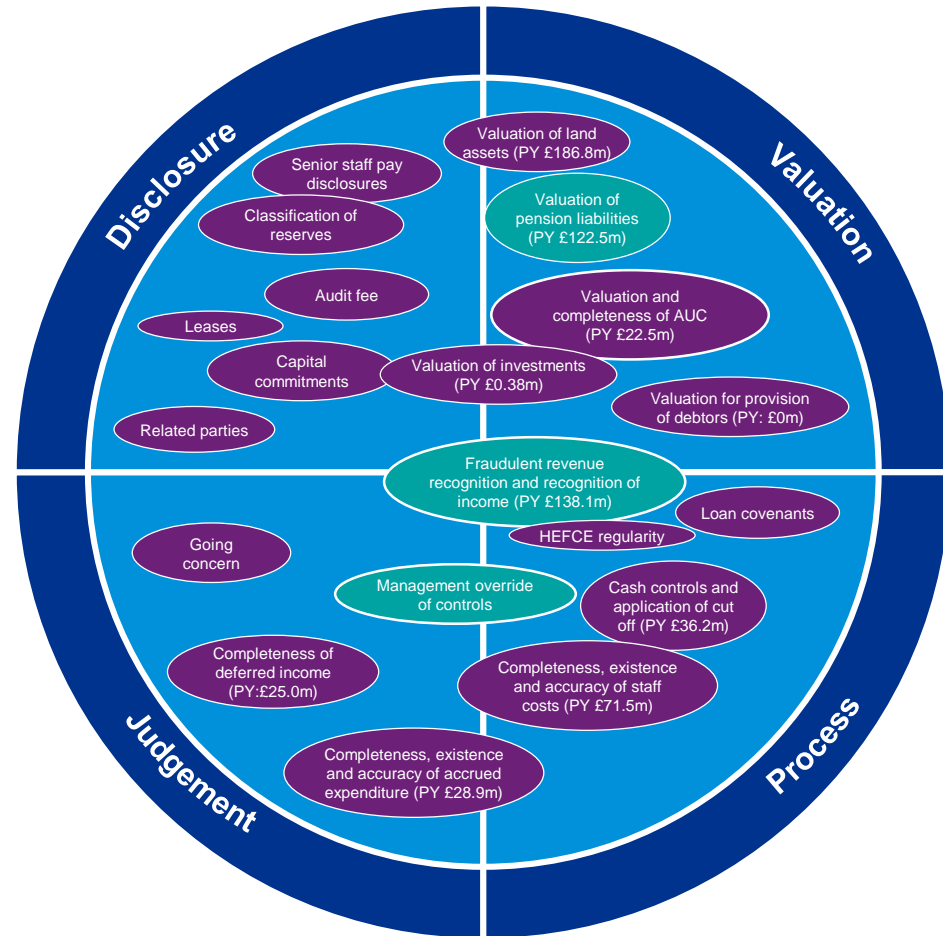 Disclosure
Valuation
Valuation of land
assets (PY £186.8m)
Senior staff pay
disclosures
Valuation of
pension liabilities
(PY £122.5m)
Classification of
reserves
Audit fee
Valuation and
completeness of AUC
(PY £22.5m)
Leases
Capital
commitments
Valuation of investments
(PY £0.38m)
Valuation for provision
of debtors (PY: £0m)
Related parties
Fraudulent revenue
recognition and recognition of
income (PY £138.1m)
Loan covenants
HEFCE regularity
Going
concern
Management override
of controls
Cash controls and
application of cut
off (PY £36.2m)
Completeness of
deferred income
(PY:£25.0m)
Completeness, existence
and accuracy of staff
costs (PY £71.5m)
Completeness, existence
and accuracy of accrued
expenditure (PY £28.9m)
Judgement
Process